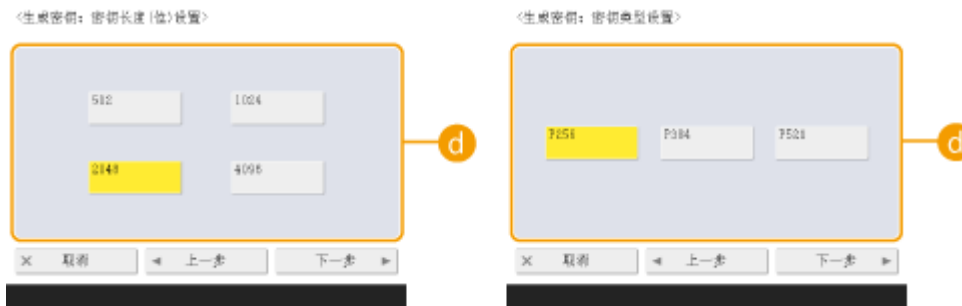 <生成密钥：密钥长度(位)设置>
512
1024
2048
4096
d
× 取消
◀ 上一步
下一步 ▶
<生成密钥：密钥类型设置>
P256
P384
P521
d
× 取消
◀ 上一步
下一步 ▶